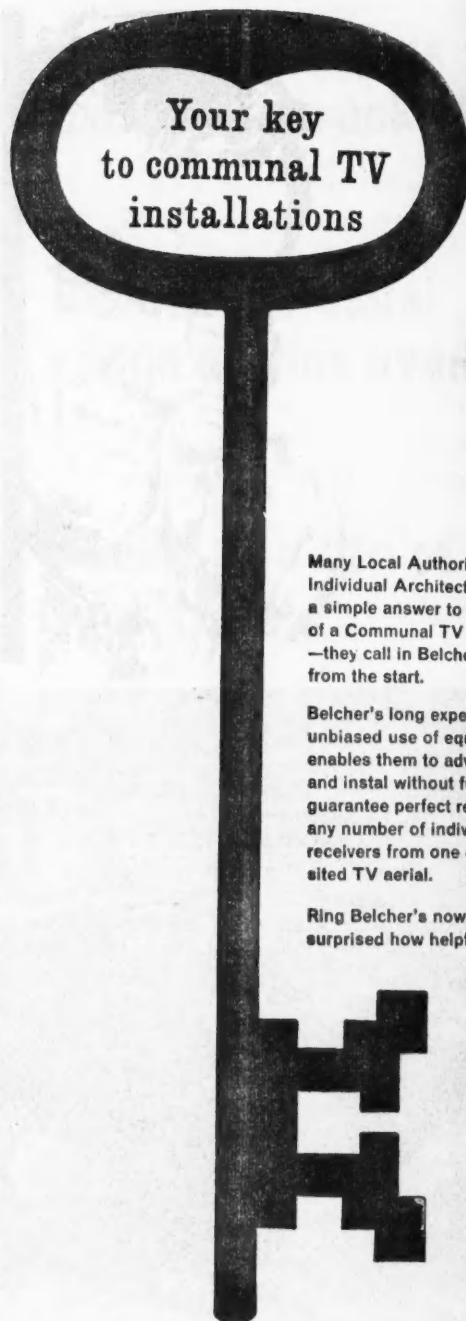 Your key
to communal TV
installations
Many Local Authori
Individual Architect
a simple answer to
of a Communal TV
—they call in Belche
from the start.
Belcher's long expe
unbiased use of equ
enables them to adv
and instal without f
guarantee perfect re
any number of indiv
receivers from one
sited TV aerial.
Ring Belcher's now
surprised how helpf